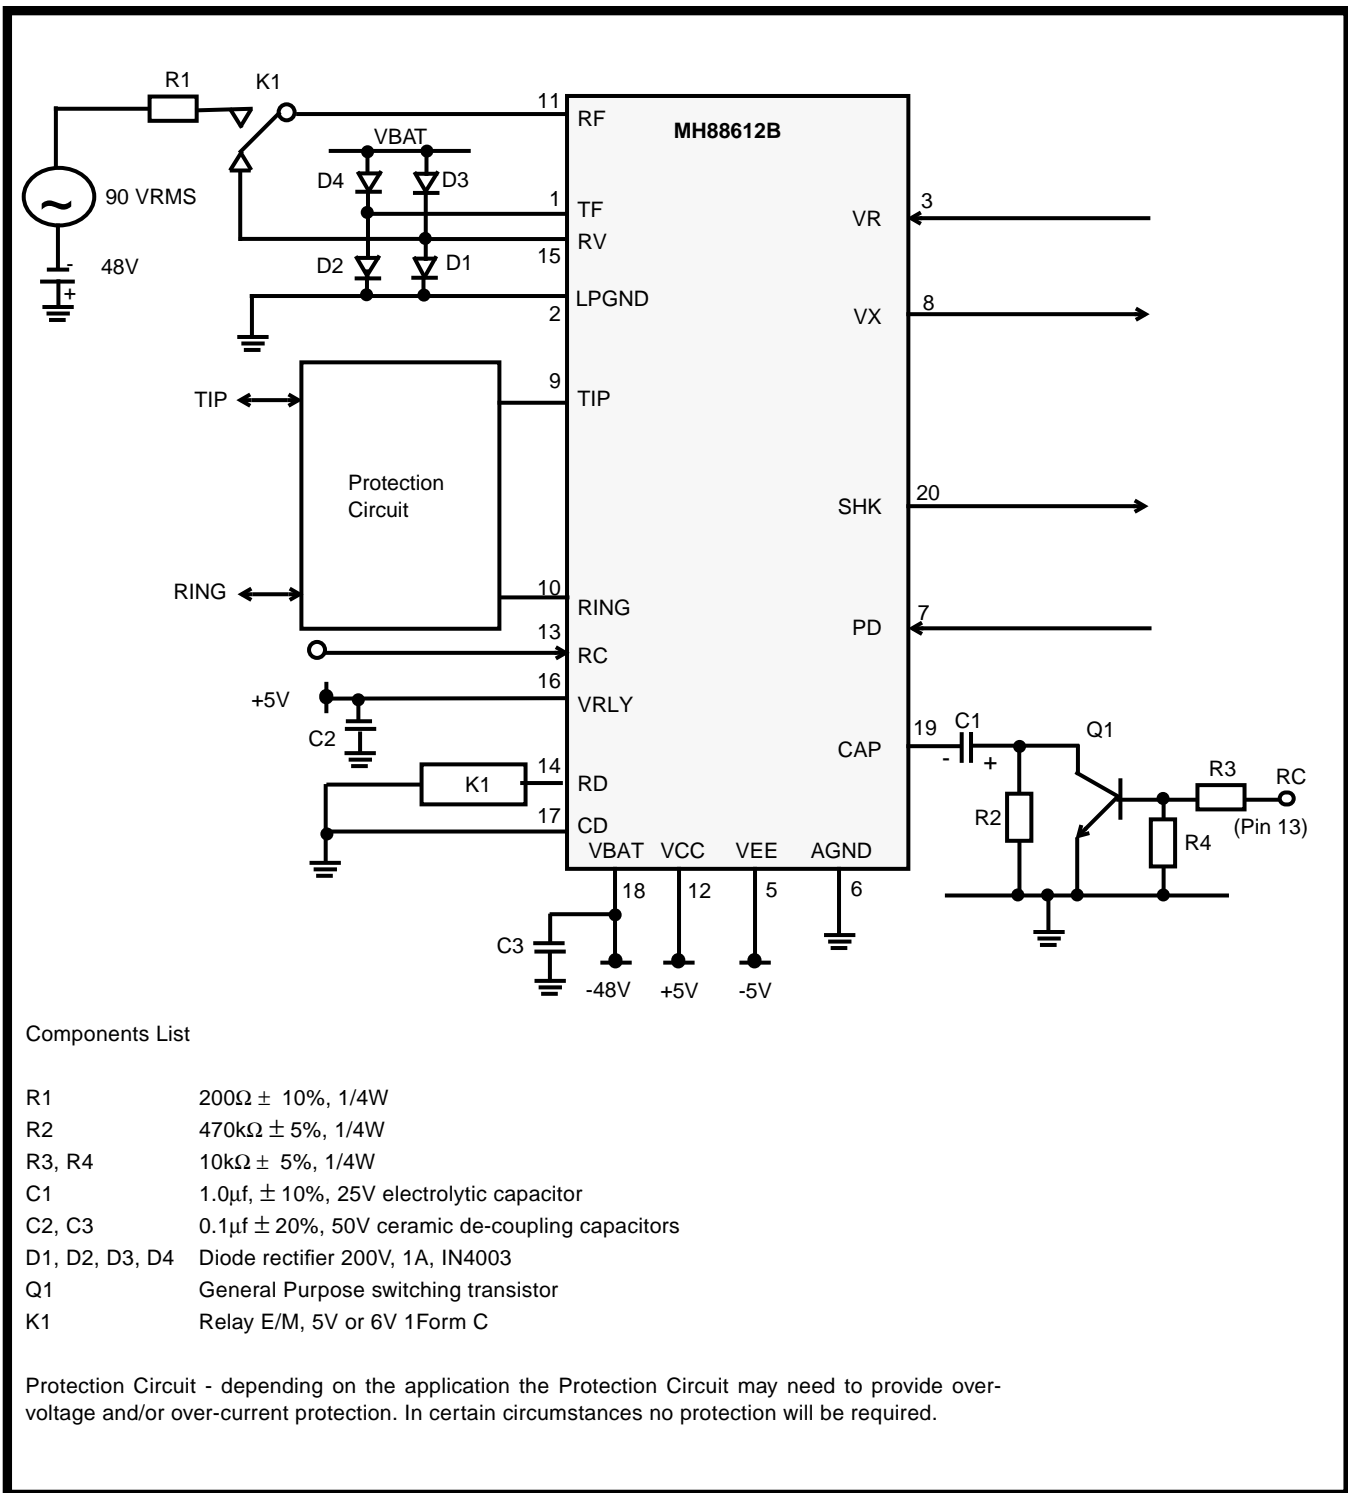 R1
K1
11
RF
MH88612B
VBAT
D4
D3
90 VRMS
1
TF
3
VR
RV
15
48V
-
+
D2
D1
LPGND
2
8
VX
9
TIP
TIP
Protection
Circuit
20
SHK
RING
10
RING
7
PD
13
RC
16
+5V
VRLY
C2
19
C1
Q1
CAP
- +
14
K1
RD
R3
RC
17
CD
R2
(Pin 13)
R4
VBAT VCC VEE AGND
18
12
5
6
C3
-48V
+5V
-5V
Components List
R1 200Ω ± 10%, 1/4W
R2 470kΩ ± 5%, 1/4W
R3, R4 10kΩ ± 5%, 1/4W
C1 1.0µf, ± 10%, 25V electrolytic capacitor
C2, C3 0.1µf ± 20%, 50V ceramic de-coupling capacitors
D1, D2, D3, D4 Diode rectifier 200V, 1A, IN4003
Q1 General Purpose switching transistor
K1 Relay E/M, 5V or 6V 1Form C
Protection Circuit - depending on the application the Protection Circuit may need to provide over-
voltage and/or over-current protection. In certain circumstances no protection will be required.